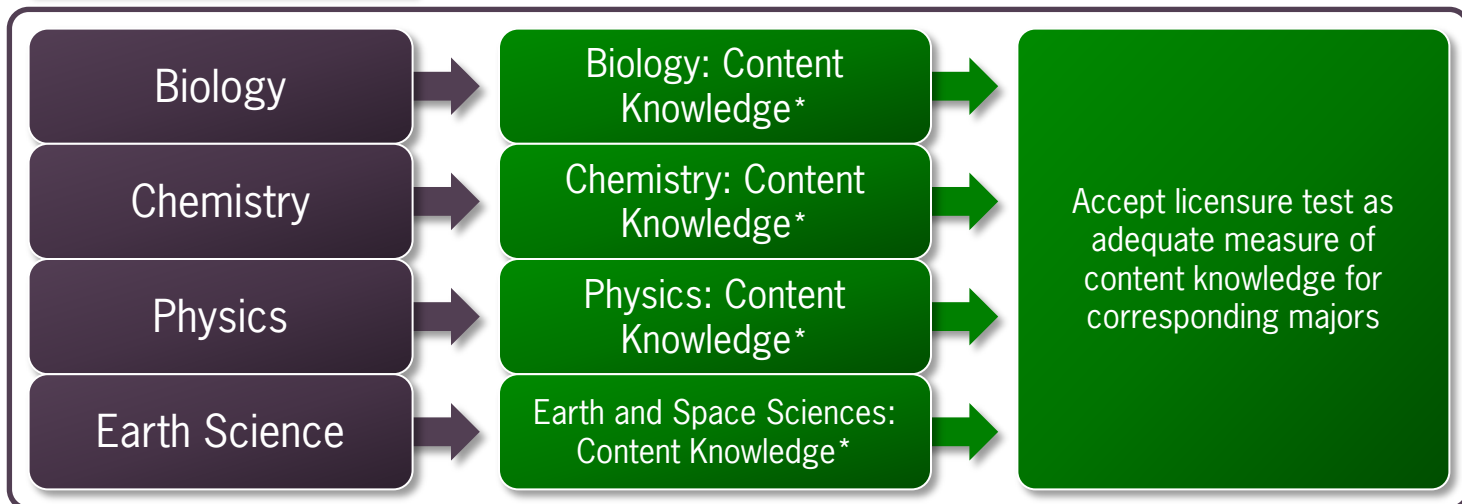 Biology
Biology: Content
Knowledge*
Chemistry
Chemistry: Content
Knowledge*
Physics
Physics: Content
Knowledge*
Earth Science
Earth and Space Sciences:
Content Knowledge*
Accept licensure test as
adequate measure of
content knowledge for
corresponding majors